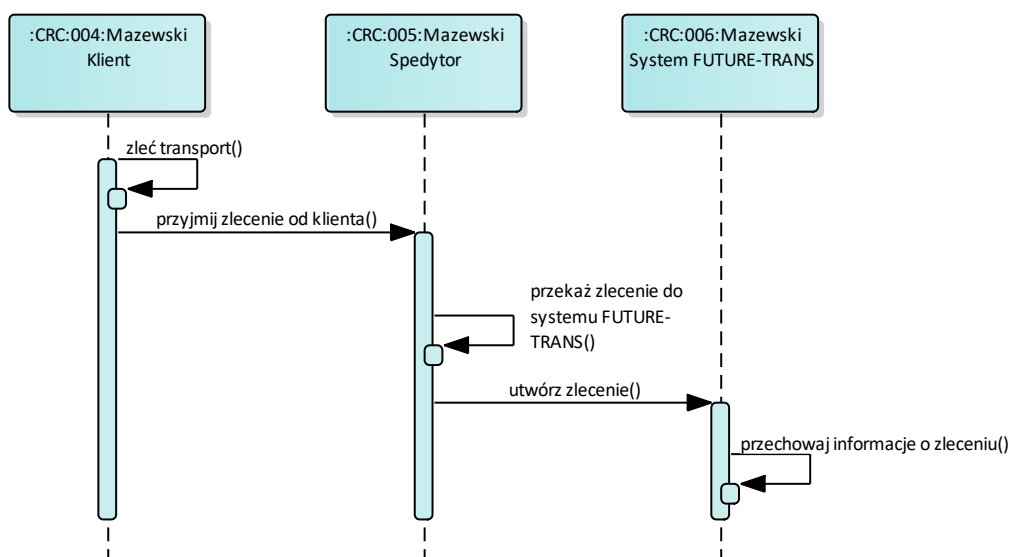 :CRC:004:Mazewski
Klient
:CRC:005:Mazewski
Spedytor
:CRC:006:Mazewski
System FUTURE-TRANS
zleć transport()
przyjmij zlecenie od klienta()
przekaż zlecenie do
systemu FUTURE-
TRANS()
utwórz zlecenie()
przechowaj informacje o zleceniu()